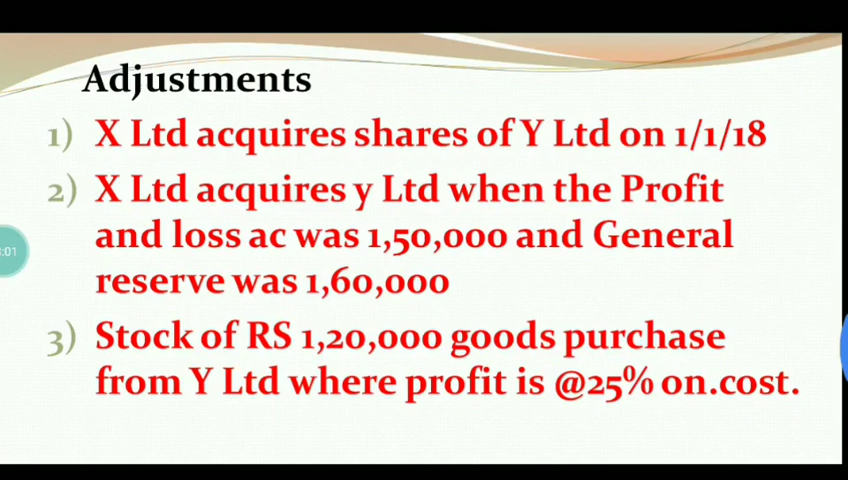 Adjustments
1) X Ltd acquires shares of Y Ltd on 1/1/18
2) X Ltd acquires y Ltd when the Profit
and loss ac was 1,50,000 and General
reserve was 1,60,000
:01
3) Stock of RS 1,20,000 goods purchase
from Y Ltd where profit is @25% on.cost.